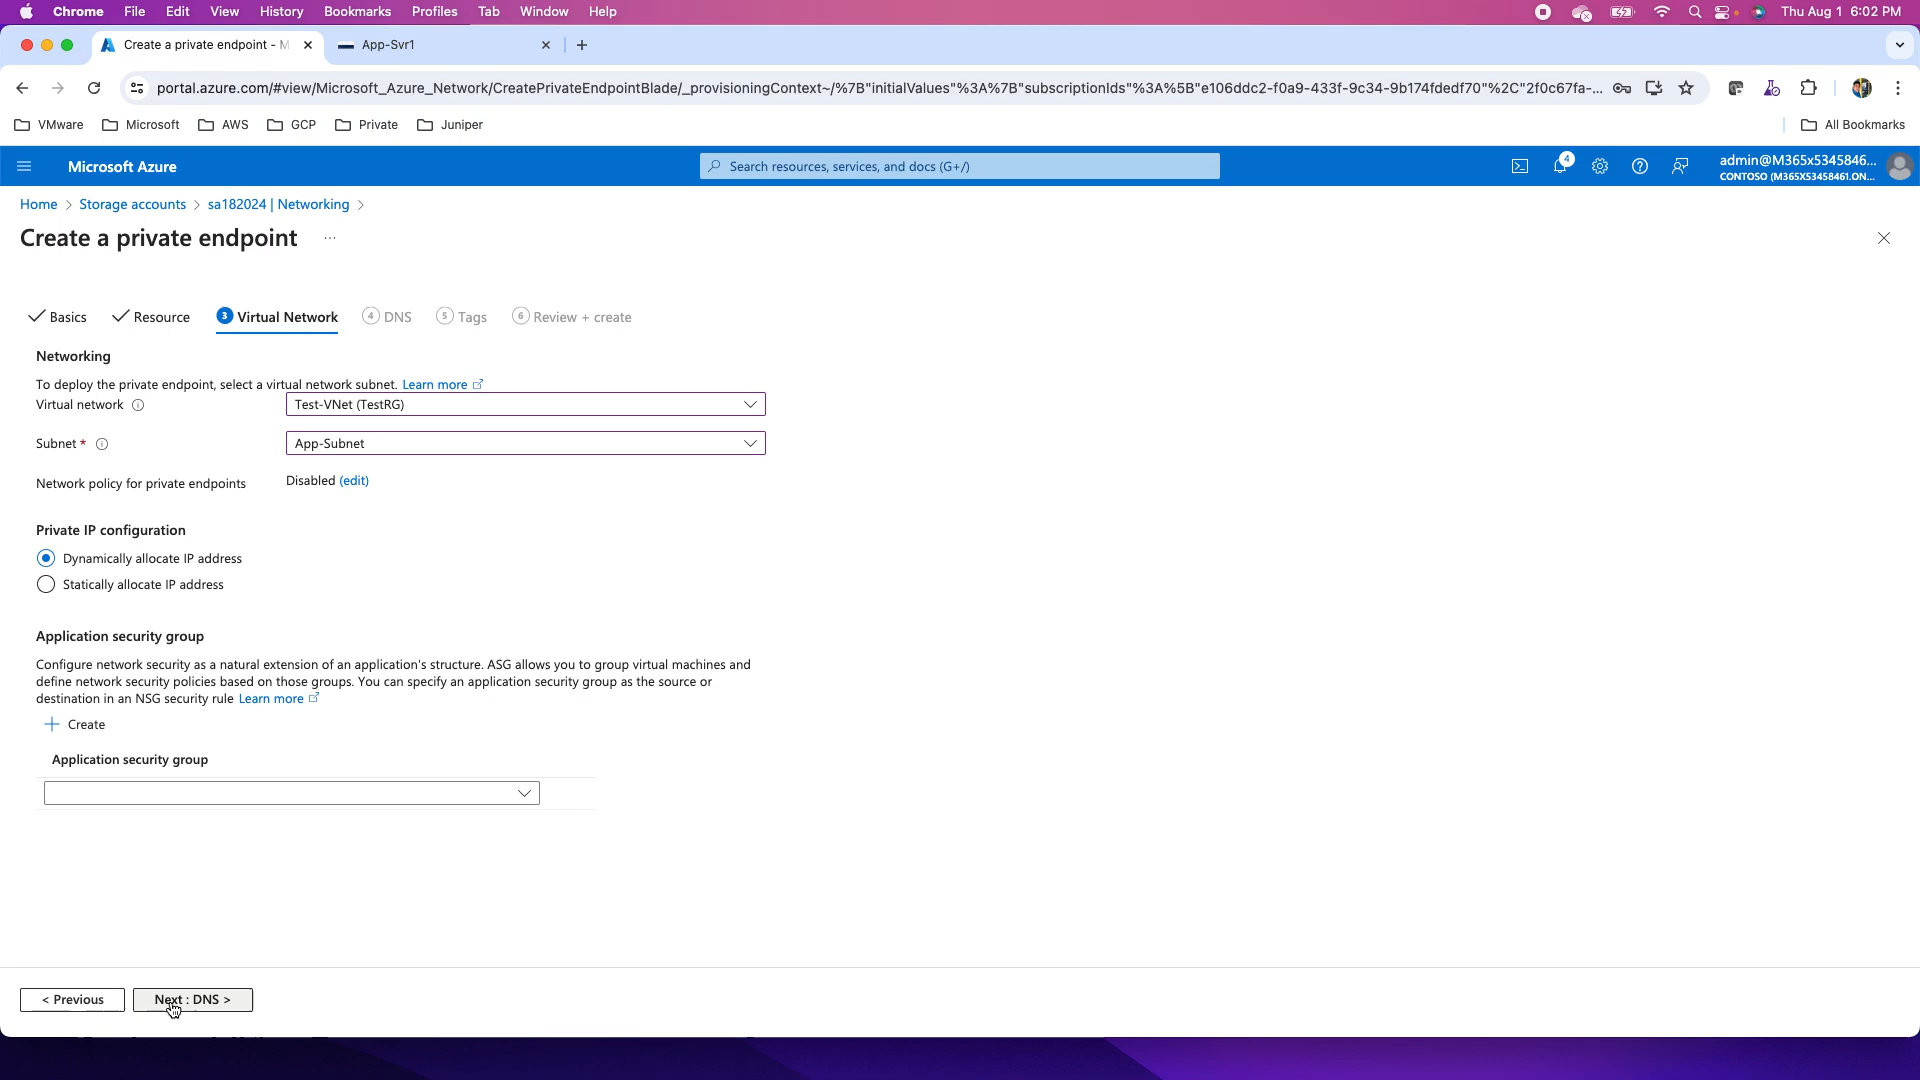 Chrome File Edit View History Bookmarks Profiles Tab Window Help Thu Aug 1 6:02 PM
Create a private endpoint - M App-Svr1
portal.azure.com/#view/Microsoft_Azure_Network/CreatePrivateEndpointBlade/_provisioningContext~/%7B"initialValues"%3A%7B"subscriptionIds"%3A%5B"e106ddc2-f0a9-433f-9c34-9b174fdedf70"%2C"2f0c67fa-...
VMware Microsoft AWS GCP Private Juniper All Bookmarks
Microsoft Azure Search resources, services, and docs (G+/) 4 admin@M365x5345846...
CONTOSO (M365X53458461.ON...
Home > Storage accounts > sa182024 | Networking >
Create a private endpoint ...
Basics Resource 3 Virtual Network 4 DNS 5 Tags 6 Review + create
Networking
To deploy the private endpoint, select a virtual network subnet. Learn more
Virtual network Test-VNet (TestRG)
Subnet * App-Subnet
Network policy for private endpoints Disabled (edit)
Private IP configuration
Dynamically allocate IP address
Statically allocate IP address
Application security group
Configure network security as a natural extension of an application's structure. ASG allows you to group virtual machines and
define network security policies based on those groups. You can specify an application security group as the source or
destination in an NSG security rule Learn more
+ Create
Application security group
< Previous Next : DNS >